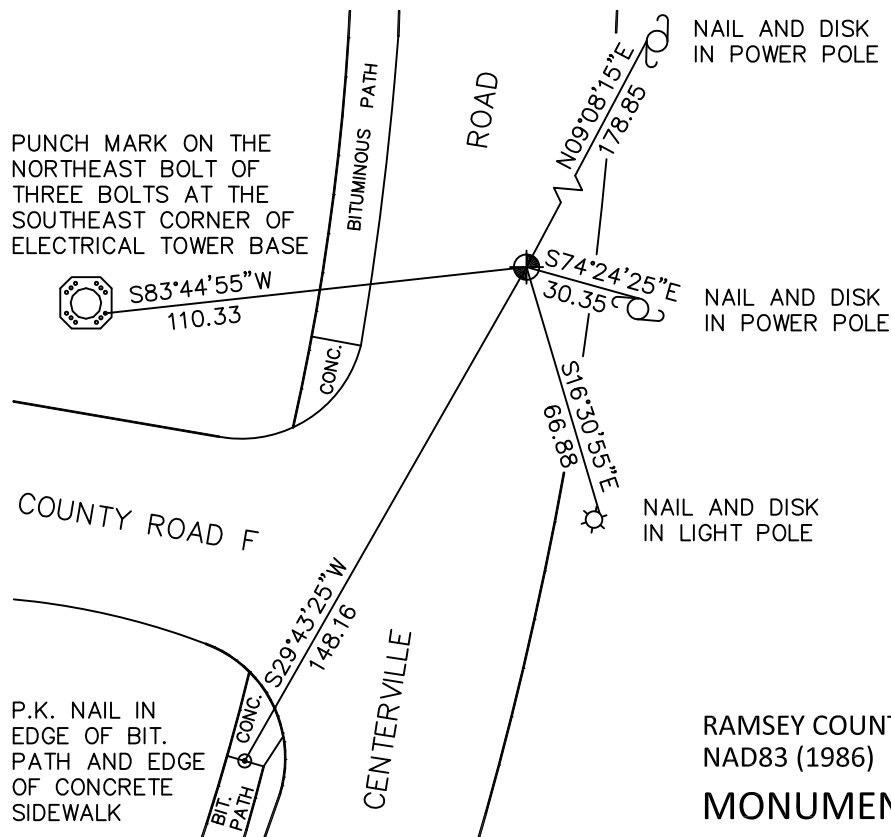 NAIL AND DISK
IN POWER POLE
N09°08'15"E
178.85
ROAD
BITUMINOUS PATH
PUNCH MARK ON THE
NORTHEAST BOLT OF
THREE BOLTS AT THE
SOUTHEAST CORNER OF
ELECTRICAL TOWER BASE
S83°44'55"W
110.33
S74°24'25"E
30.35
NAIL AND DISK
IN POWER POLE
CONC.
S16°30'55"E
66.88
NAIL AND DISK
IN LIGHT POLE
COUNTY ROAD F
S29°43'25"W
148.16
CENTERVILLE
P.K. NAIL IN
EDGE OF BIT.
PATH AND EDGE
OF CONCRETE
SIDEWALK
CONC.
BIT.
PATH
RAMSEY COUNT
NAD83 (1986)
MONUMEN